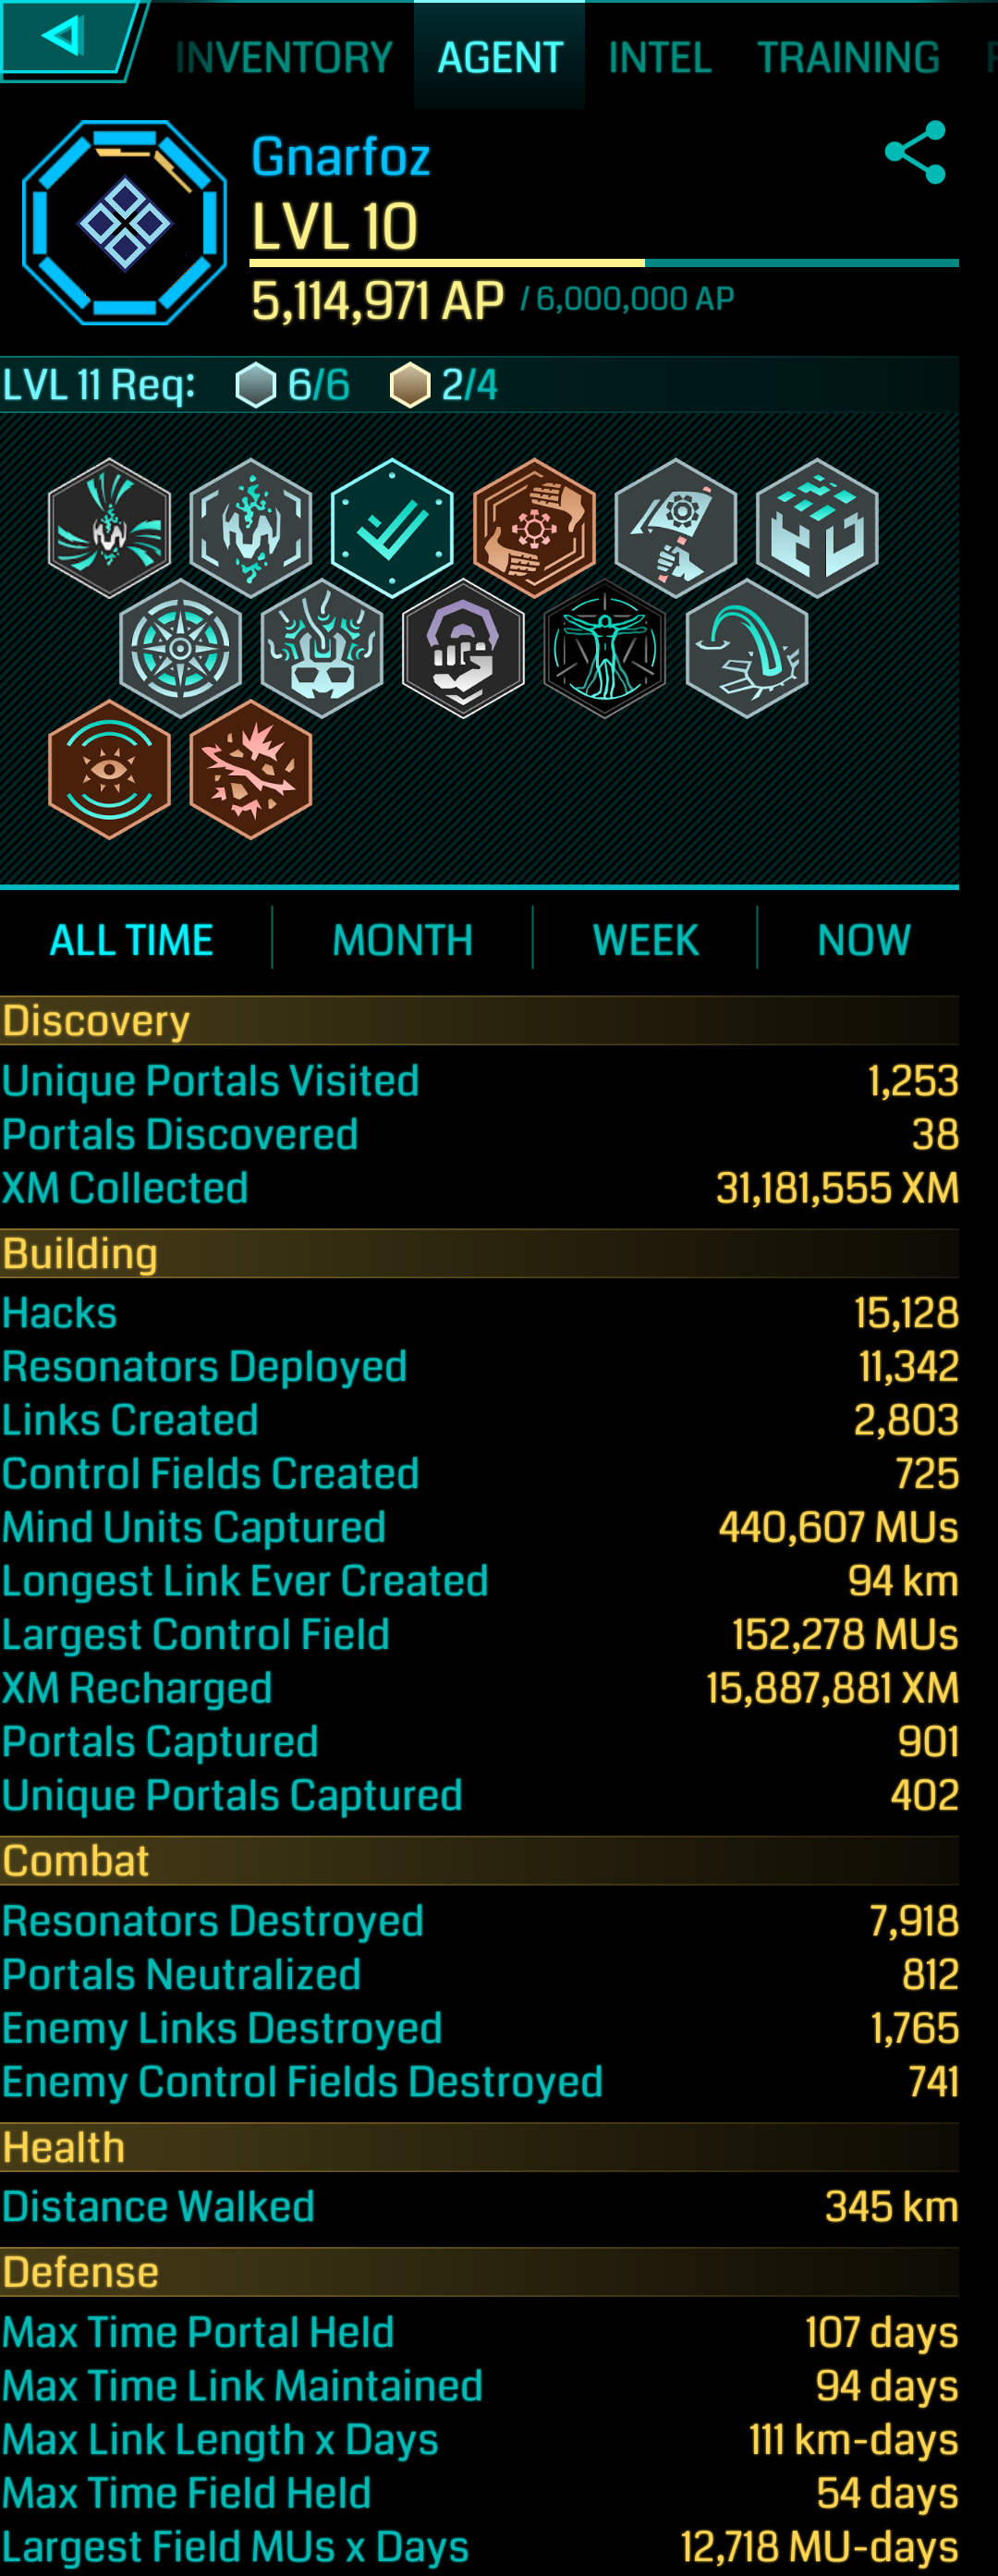 INVENTORY AGENT INTEL TRAINING
Gnarfoz
LVL 10
5,114,971 AP / 6,000,000 AP
LVL 11 Req: 6/6 2/4
ALL TIME MONTH WEEK NOW
Discovery
Unique Portals Visited 1,253
Portals Discovered 38
XM Collected 31,181,555 XM
Building
Hacks 15,128
Resonators Deployed 11,342
Links Created 2,803
Control Fields Created 725
Mind Units Captured 440,607 MUs
Longest Link Ever Created 94 km
Largest Control Field 152,278 MUs
XM Recharged 15,887,881 XM
Portals Captured 901
Unique Portals Captured 402
Combat
Resonators Destroyed 7,918
Portals Neutralized 812
Enemy Links Destroyed 1,765
Enemy Control Fields Destroyed 741
Health
Distance Walked 345 km
Defense
Max Time Portal Held 107 days
Max Time Link Maintained 94 days
Max Link Length x Days 111 km-days
Max Time Field Held 54 days
Largest Field MUs x Days 12,718 MU-days